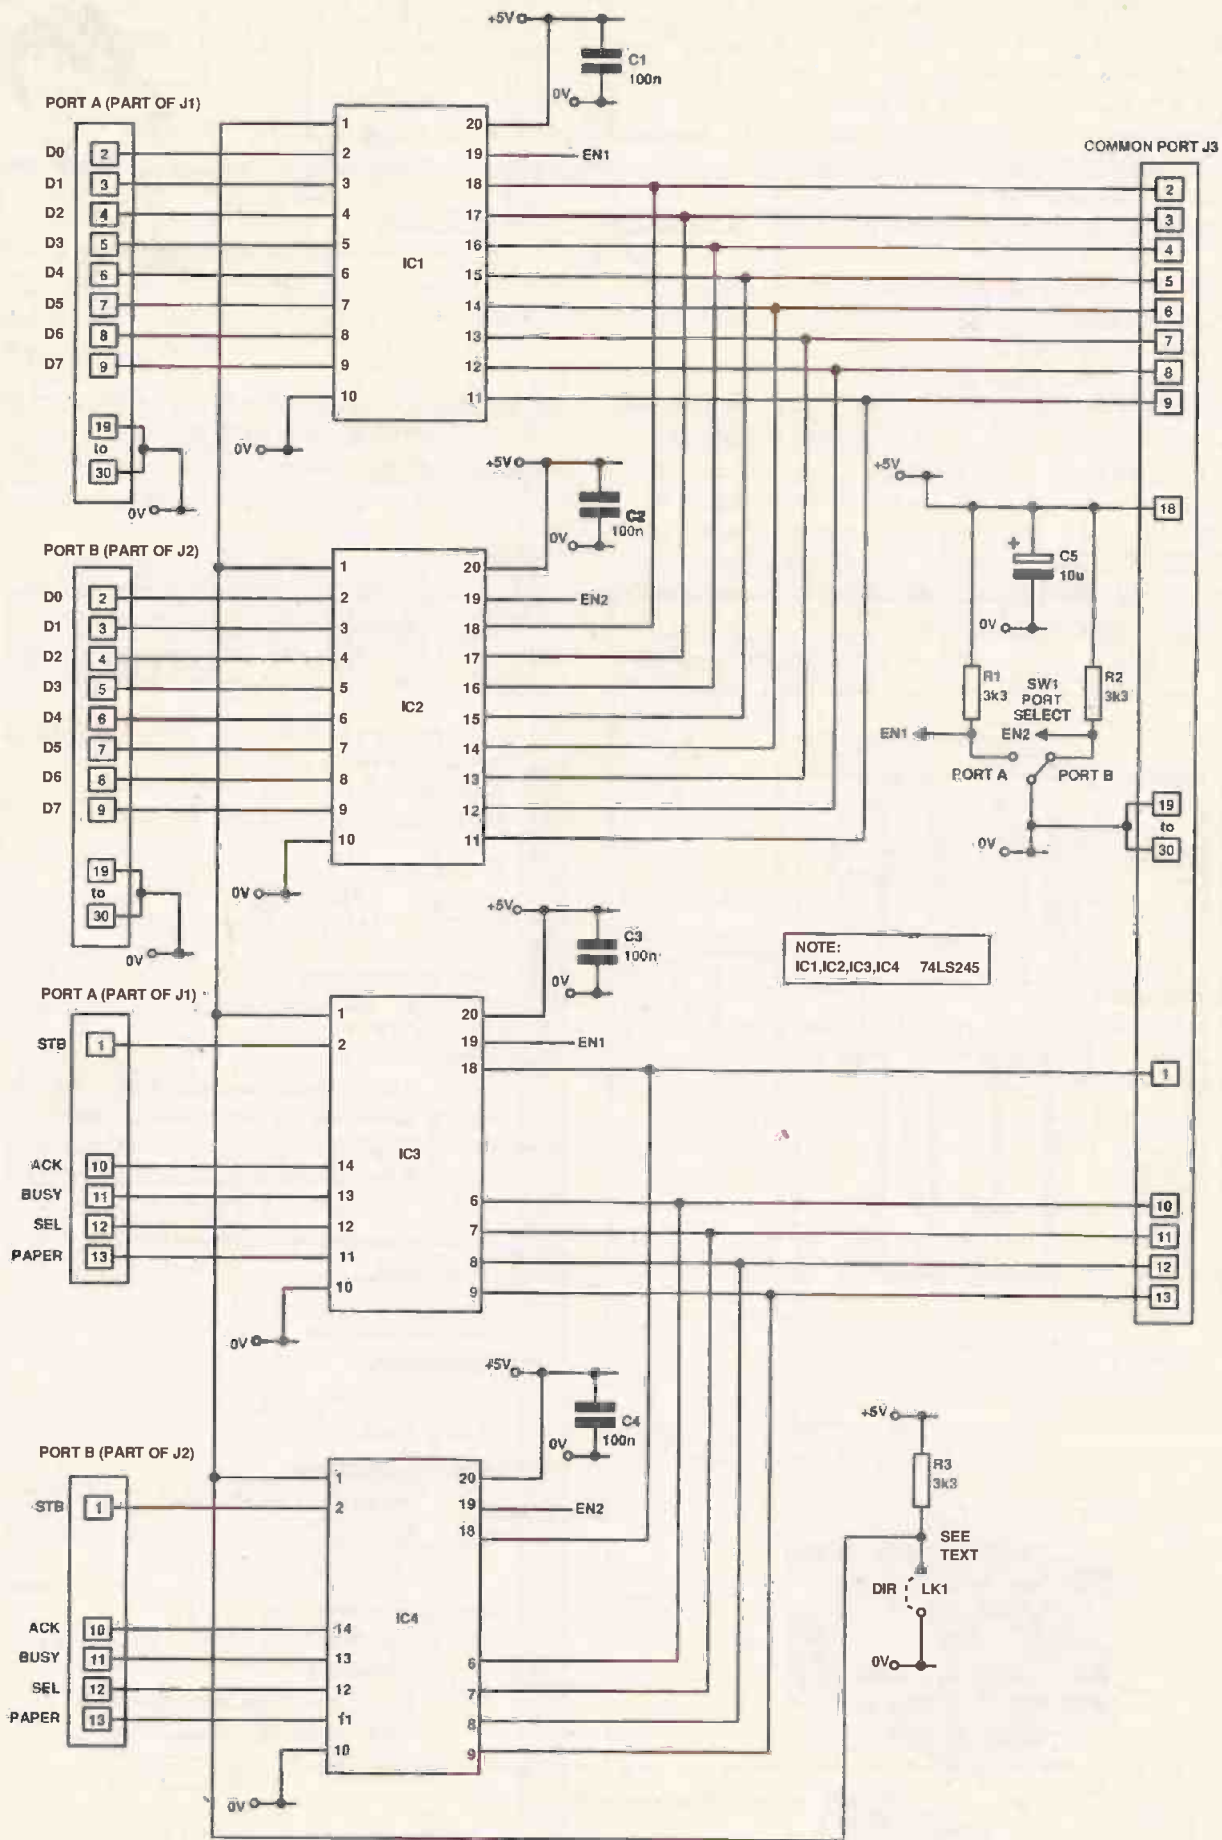 +5V
C1
100n
0V
PORT A (PART OF J1)
D0 2
D1 3
D2 4
D3 5
D4 6
D5 7
D6 8
D7 9
19
to
30
0V
1
2
3
4
5
6
7
8
9
10
0V
IC1
20
19 EN1
18
17
16
15
14
13
12
11
COMMON PORT J3
2
3
4
5
6
7
8
9
18
19
to
30
1
10
11
12
13
+5V
C2
100n
0V
PORT B (PART OF J2)
D0 2
D1 3
D2 4
D3 5
D4 6
D5 7
D6 8
D7 9
19
to
30
0V
1
2
3
4
5
6
7
8
9
10
0V
IC2
20
19 EN2
18
17
16
15
14
13
12
11
+5V
+
C5
10u
0V
R1
3k3
SW1
PORT
SELECT
R2
3k3
EN1
EN2
PORT A
PORT B
0V
NOTE:
IC1,IC2,IC3,IC4 74LS245
+5V
C3
100n
0V
PORT A (PART OF J1)
STB 1
ACK 10
BUSY 11
SEL 12
PAPER 13
1
2
14
13
12
11
10
0V
IC3
20
19 EN1
18
6
7
8
9
+5V
C4
100n
0V
PORT B (PART OF J2)
STB 1
ACK 10
BUSY 11
SEL 12
PAPER 13
1
2
14
13
12
11
10
0V
IC4
20
19 EN2
18
6
7
8
9
+5V
R3
3k3
SEE
TEXT
DIR LK1
0V